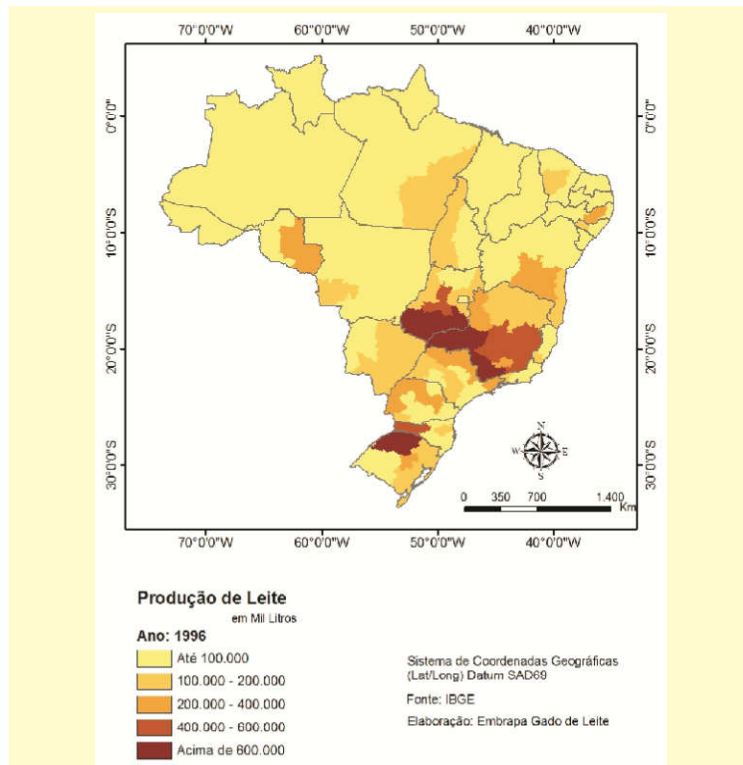 70°0'0"W 60°0'0"W 50°0'0"W 40°0'0"W
0°0'0" 0°0'0"
10°0'0"S 10°0'0"S
20°0'0"S 20°0'0"S
30°0'0"S 30°0'0"S
N
W E
S
0 350 700 1.400
Km
70°0'0"W 60°0'0"W 50°0'0"W 40°0'0"W
Produção de Leite
em Mil Litros
Ano: 1996
Até 100.000
100.000 - 200.000
200.000 - 400.000
400.000 - 600.000
Acima de 600.000
Sistema de Coordenadas Geográficas
(Lat/Long) Datum SAD69
Fonte: IBGE
Elaboração: Embrapa Gado de Leite